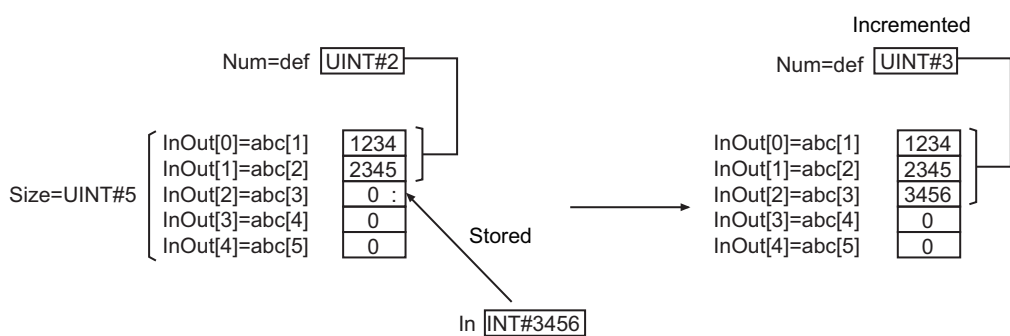 Incremented
Num=def UINT#2
Num=def UINT#3
Size=UINT#5
InOut[0]=abc[1] 1234
InOut[1]=abc[2] 2345
InOut[2]=abc[3] 0 :
InOut[3]=abc[4] 0
InOut[4]=abc[5] 0
Stored
In INT#3456
InOut[0]=abc[1] 1234
InOut[1]=abc[2] 2345
InOut[2]=abc[3] 3456
InOut[3]=abc[4] 0
InOut[4]=abc[5] 0